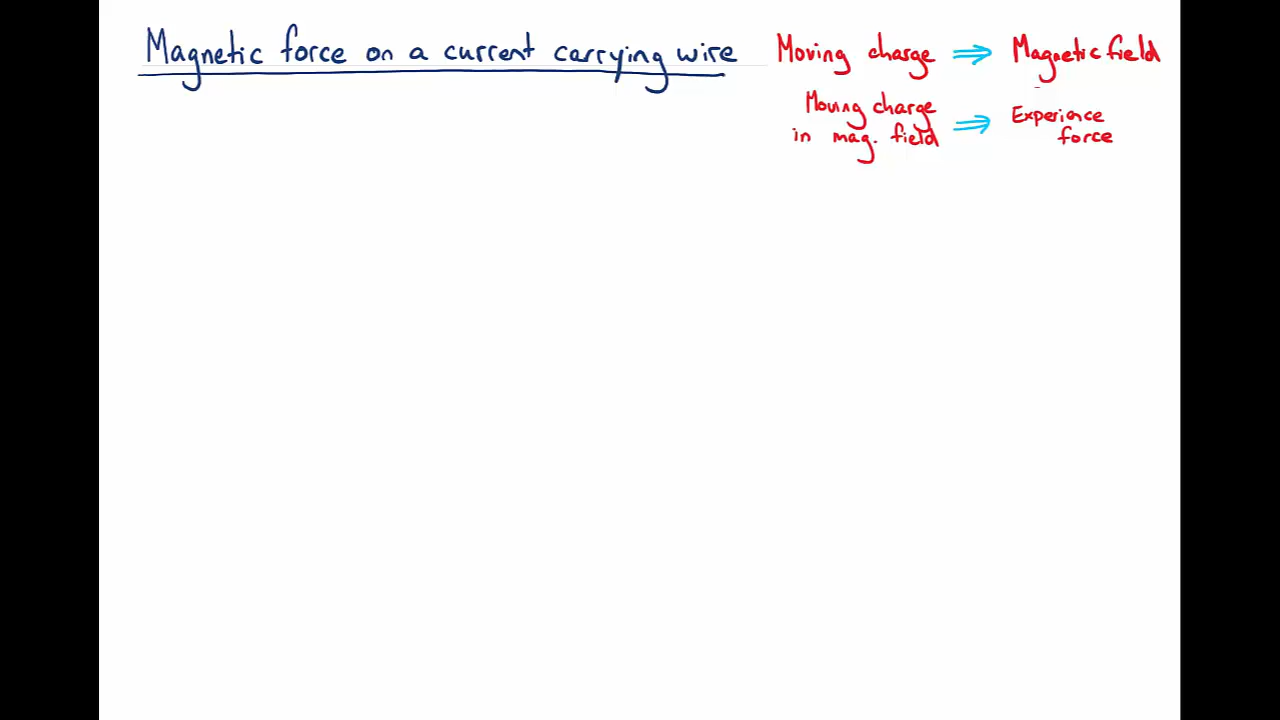 Magnetic force on a current carrying wire
Moving charge ⇒ Magnetic field
Moving charge
in mag. field ⇒ Experience
force